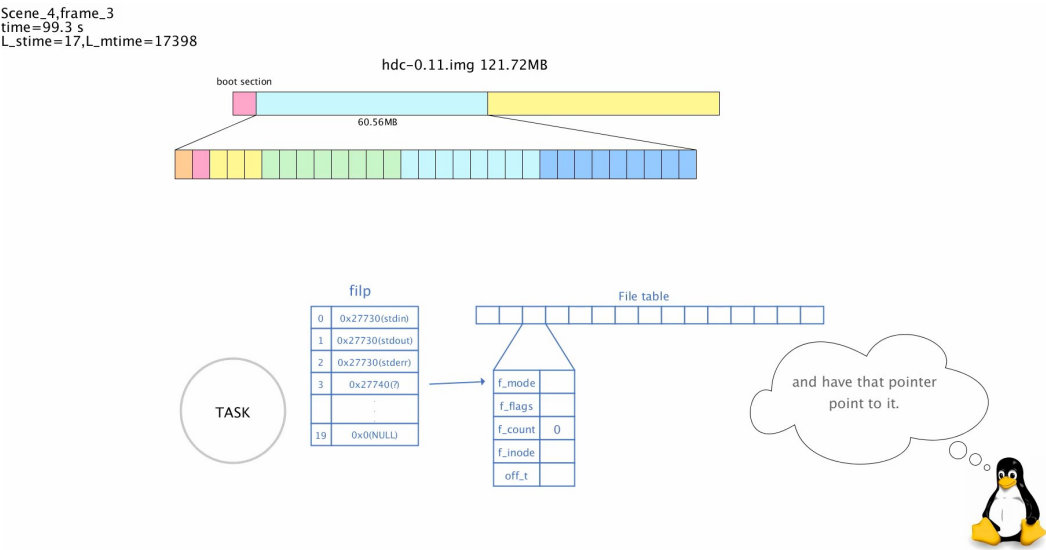 Scene_4,frame_3
time=99.3 s
L_stime=17,L_mtime=17398
hdc-0.11.img 121.72MB
boot section
60.56MB
filp
0 0x27730(stdin)
1 0x27730(stdout)
2 0x27730(stderr)
3 0x27740(?)
19 0x0(NULL)
TASK
File table
f_mode
f_flags
f_count 0
f_inode
off_t
and have that pointer
point to it.